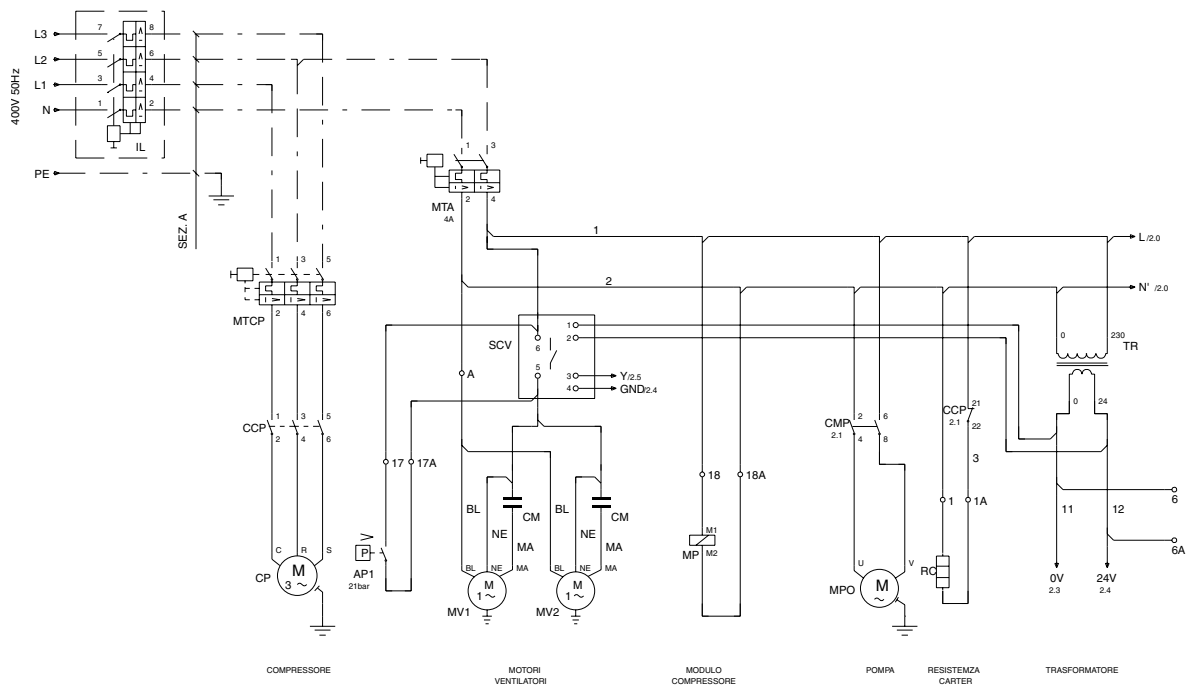 400V 50Hz
L3 7 8
L2 5 6
L1 3 4
N 1 2
IL
PE
SEZ. A
1 3
2 4
MTA
4A
1
L /2.0
2
N' /2.0
1 3 5
2 4 6
MTCP
SCV
6 1
2
5 3 Y/2.5
4 GND/2.4
A
0 230
TR
0 24
CCP
1 3 5
2 4 6
17 17A
BL NE MA CM
BL NE MA CM
18 18A
CMP
2.1
2 6
4 8
CCP
2.1
21
22
3
1 1A
6
11 12
6A
C R S
CP
M
3 ~
P
AP1
21bar
BL NE MA
M
1 ~
MV1
BL NE MA
M
1 ~
MV2
MP
M1
M2
U V
MPO
M
~
RC
0V
2.3
24V
2.4
COMPRESSORE
MOTORI
VENTILATORI
MODULO
COMPRESSORE
POMPA
RESISTEMZA
CARTER
TRASFORMATORE